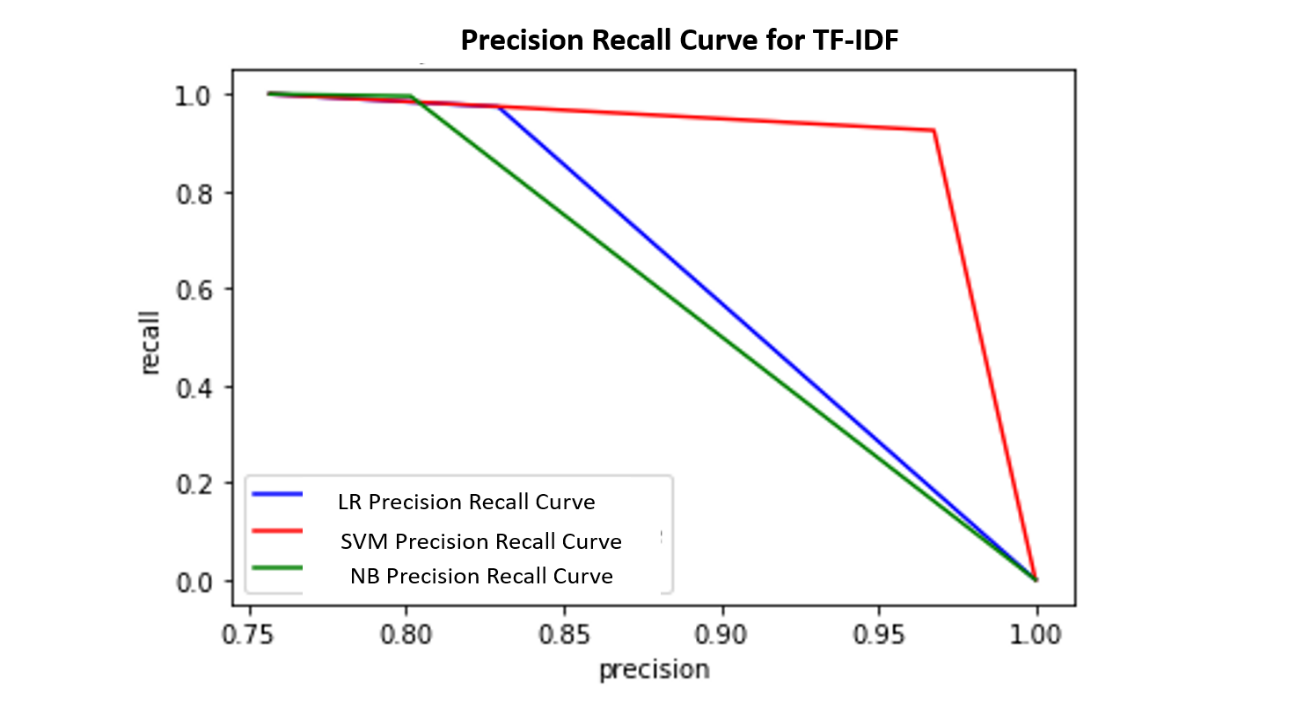 Precision Recall Curve for TF-IDF
1.0
0.8
0.6
0.4
0.2
0.0
recall
LR Precision Recall Curve
SVM Precision Recall Curve
NB Precision Recall Curve
0.75 0.80 0.85 0.90 0.95 1.00
precision